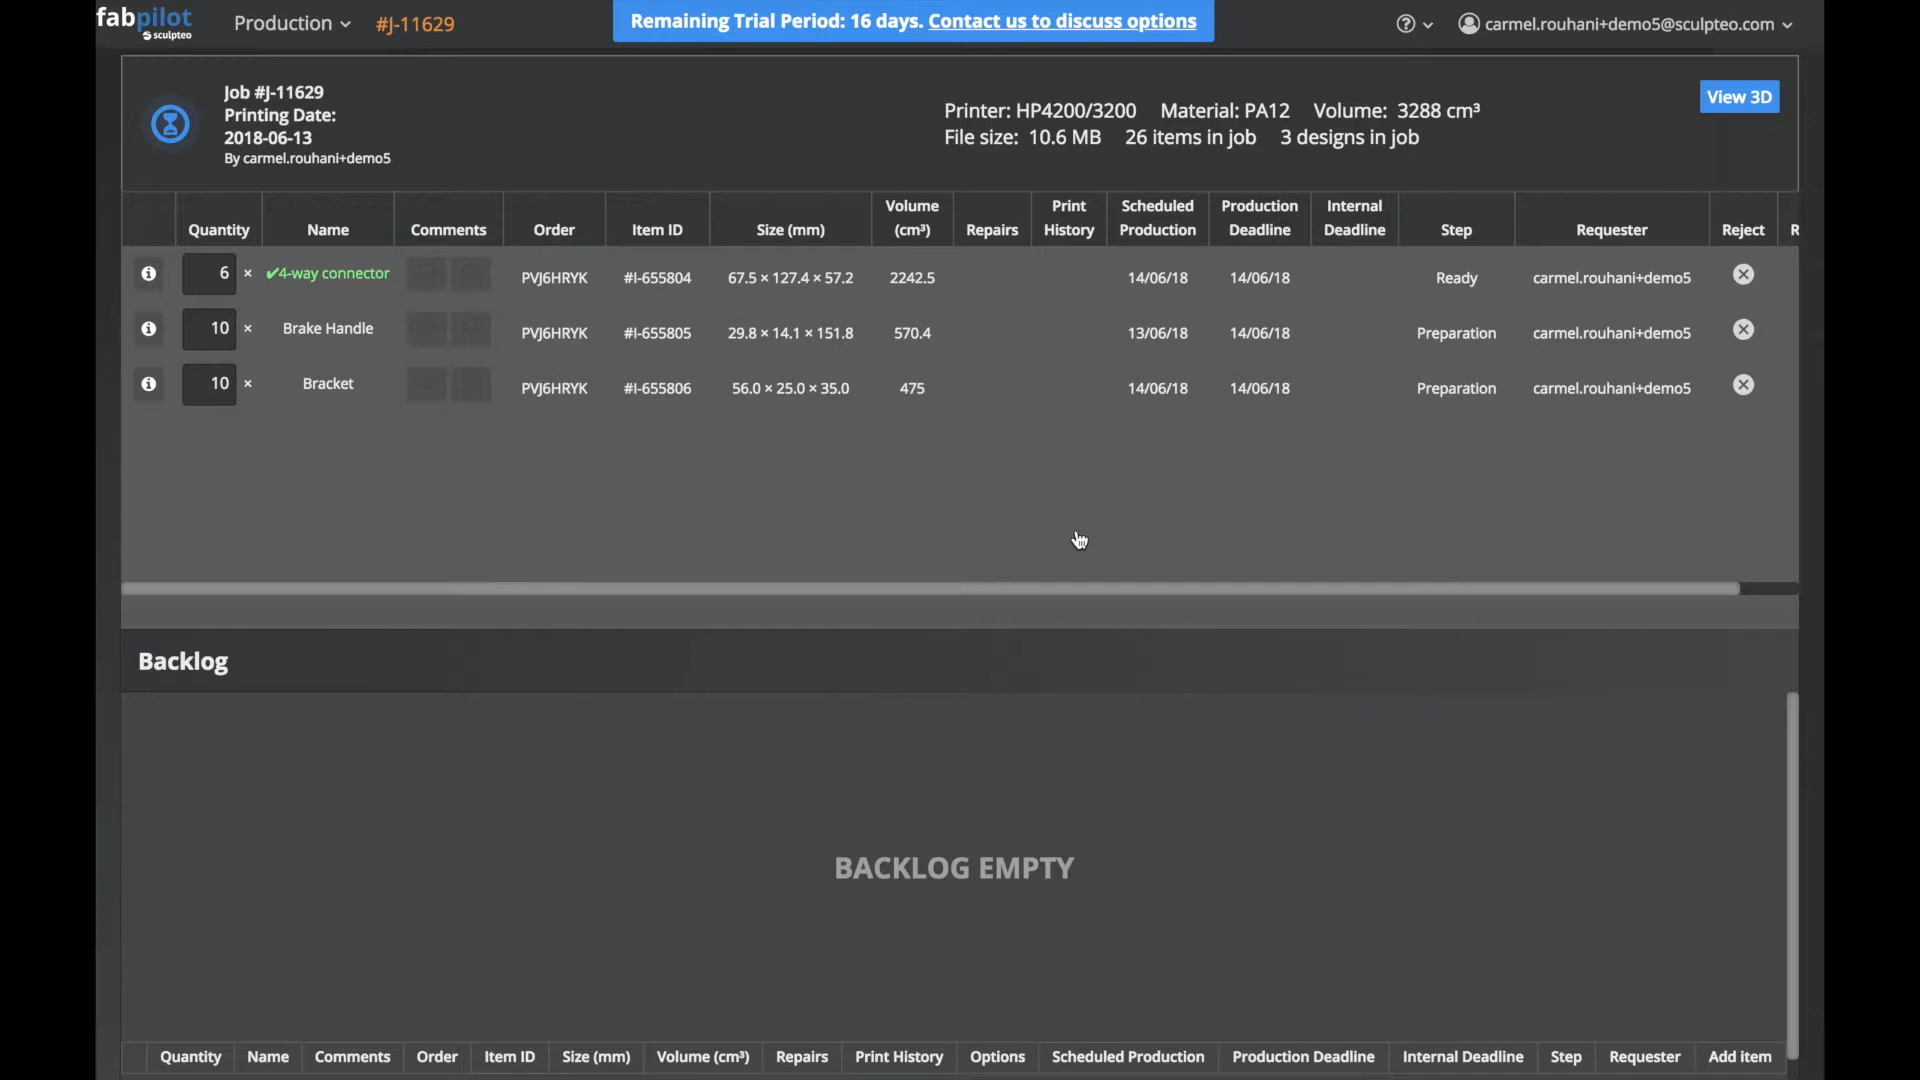 fabpilot
sculpteo
Production #J-11629
Remaining Trial Period: 16 days. Contact us to discuss options
carmel.rouhani+demo5@sculpteo.com
Job #J-11629
Printing Date:
2018-06-13
By carmel.rouhani+demo5
Printer: HP4200/3200 Material: PA12 Volume: 3288 cm³
File size: 10.6 MB 26 items in job 3 designs in job
View 3D
Quantity Name Comments Order Item ID Size (mm) Volume (cm³) Repairs Print History Scheduled Production Production Deadline Internal Deadline Step Requester Reject R
6 × ✔4-way connector PVJ6HRYK #I-655804 67.5 × 127.4 × 57.2 2242.5 14/06/18 14/06/18 Ready carmel.rouhani+demo5
10 × Brake Handle PVJ6HRYK #I-655805 29.8 × 14.1 × 151.8 570.4 13/06/18 14/06/18 Preparation carmel.rouhani+demo5
10 × Bracket PVJ6HRYK #I-655806 56.0 × 25.0 × 35.0 475 14/06/18 14/06/18 Preparation carmel.rouhani+demo5
Backlog
BACKLOG EMPTY
Quantity Name Comments Order Item ID Size (mm) Volume (cm³) Repairs Print History Options Scheduled Production Production Deadline Internal Deadline Step Requester Add item